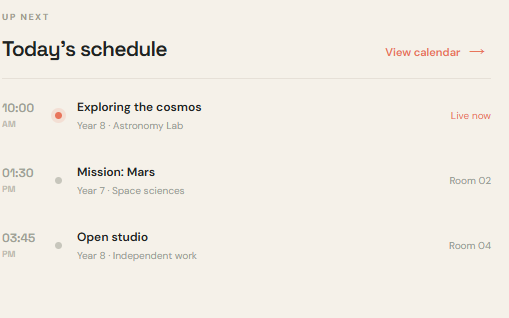 UP NEXT
Today's schedule
View calendar →
10:00
AM
Exploring the cosmos
Year 8 · Astronomy Lab
Live now
01:30
PM
Mission: Mars
Year 7 · Space sciences
Room 02
03:45
PM
Open studio
Year 8 · Independent work
Room 04